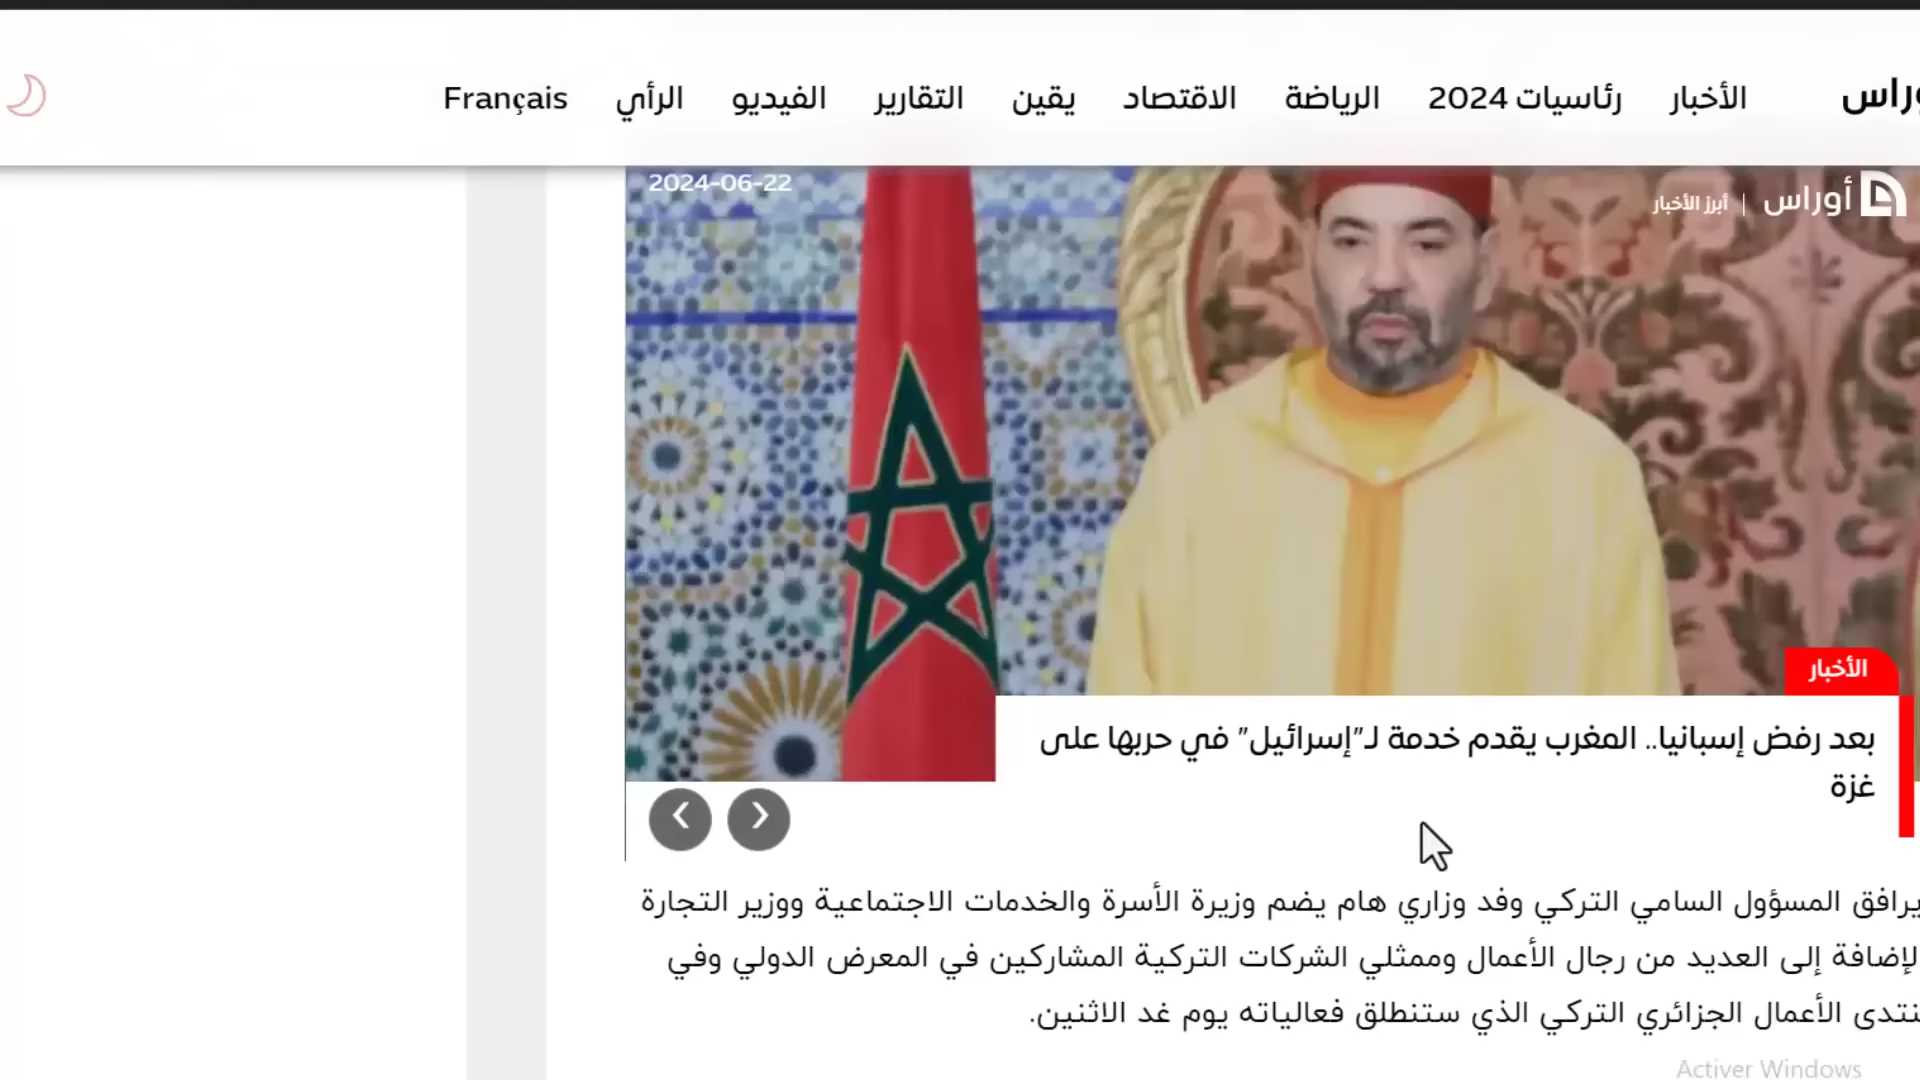 الأخبار رئاسيات 2024 الرياضة الاقتصاد يقين التقارير الفيديو الرأي Français
أوراس | أبرز الأخبار
2024-06-22
الأخبار
بعد رفض إسبانيا.. المغرب يقدم خدمة لـ"إسرائيل" في حربها على
غزة
يرافق المسؤول السامي التركي وفد وزاري هام يضم وزيرة الأسرة والخدمات الاجتماعية ووزير التجارة
لإضافة إلى العديد من رجال الأعمال وممثلي الشركات التركية المشاركين في المعرض الدولي وفي
نتدى الأعمال الجزائري التركي الذي ستنطلق فعالياته يوم غد الاثنين.
Activer Windows